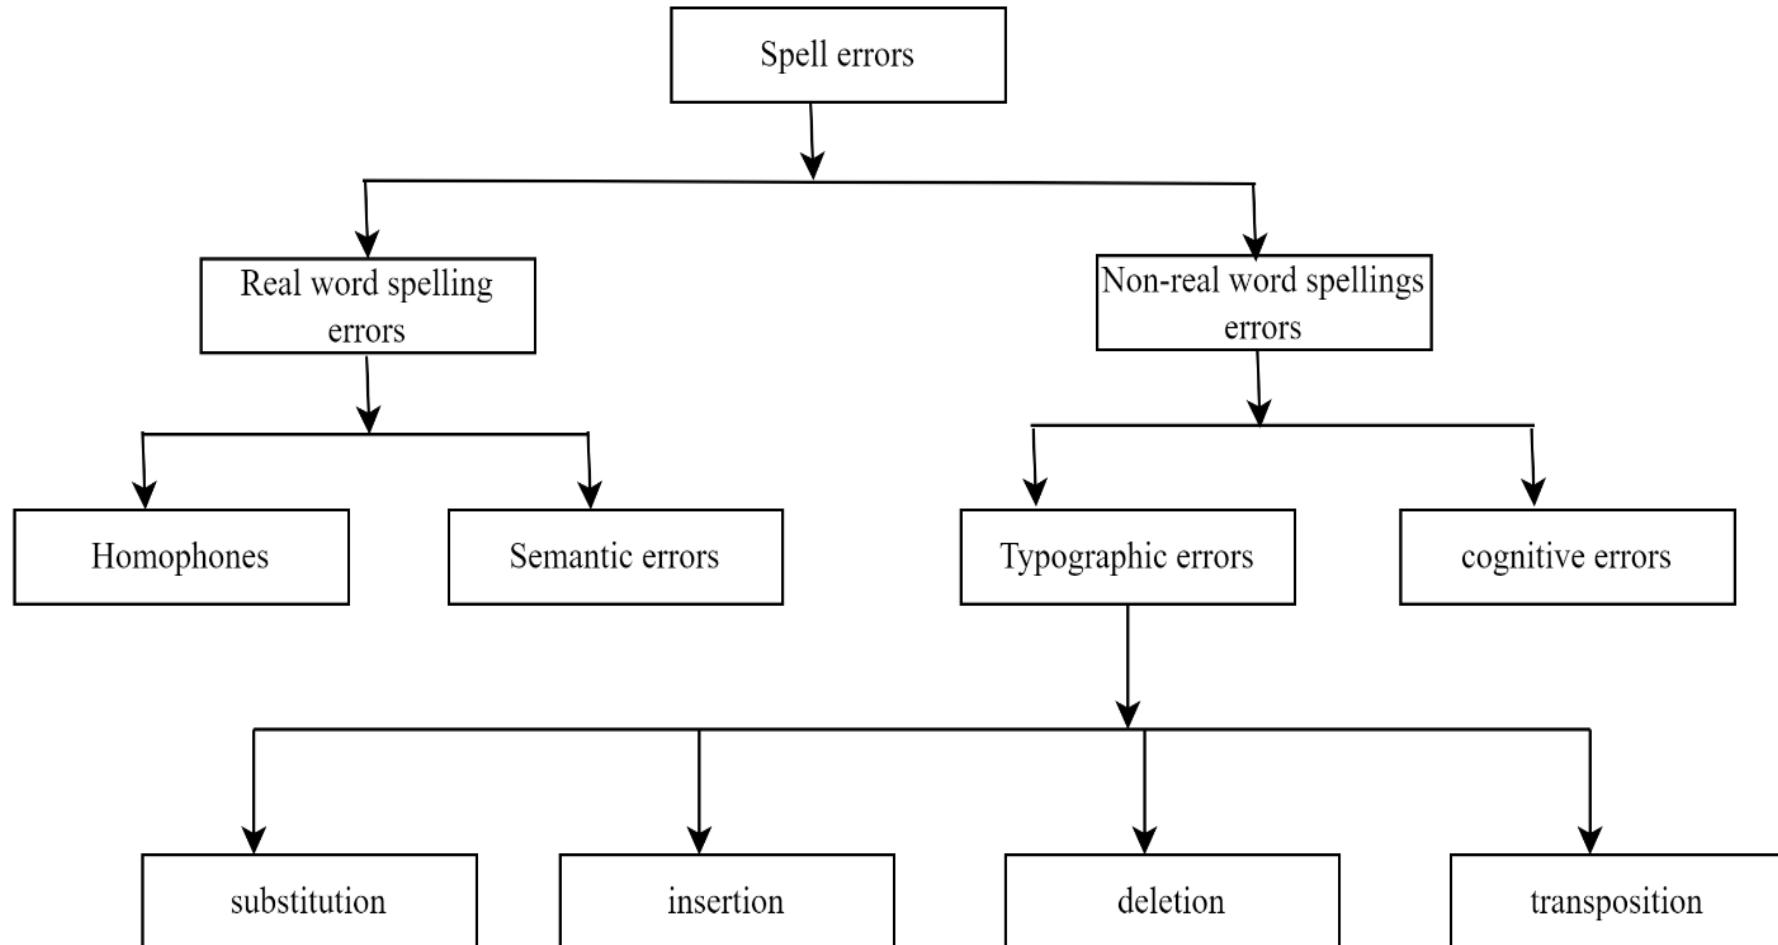 Spell errors
Real word spelling
errors
Non-real word spellings
errors
Homophones
Semantic errors
Typographic errors
cognitive errors
substitution
insertion
deletion
transposition